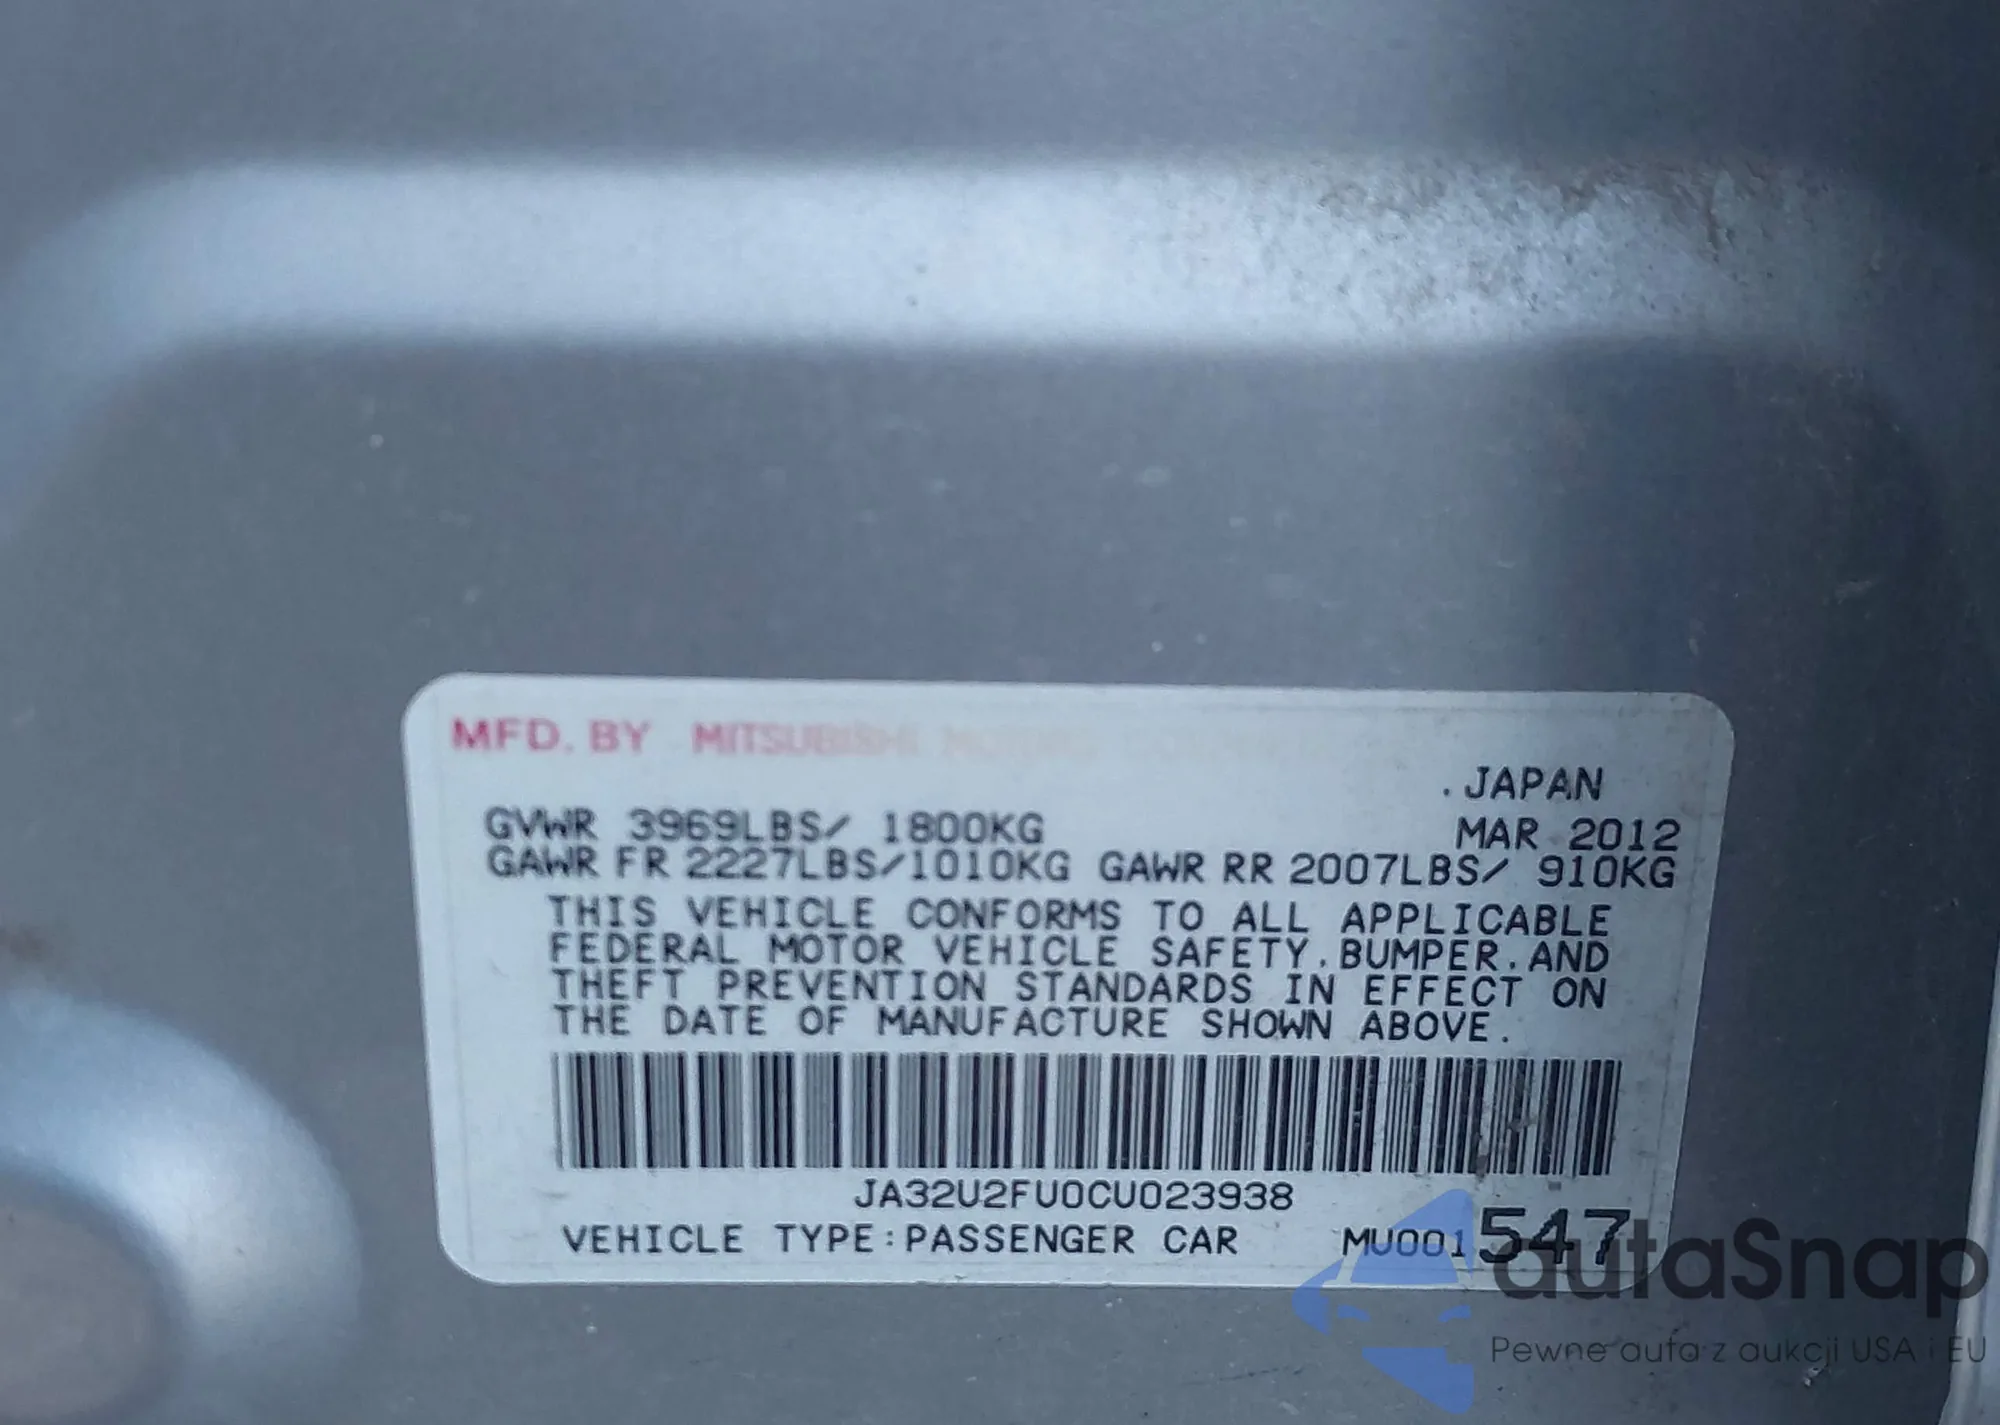 MFD. BY MITSUBISHI MOTORS
.JAPAN
GVWR 3969LBS/ 1800KG MAR 2012
GAWR FR 2227LBS/1010KG GAWR RR 2007LBS/ 910KG
THIS VEHICLE CONFORMS TO ALL APPLICABLE
FEDERAL MOTOR VEHICLE SAFETY.BUMPER.AND
THEFT PREVENTION STANDARDS IN EFFECT ON
THE DATE OF MANUFACTURE SHOWN ABOVE.
JA32U2FU0CU023938
VEHICLE TYPE:PASSENGER CAR MU001547
autaSnap
Pewne auta z aukcji USA i EU